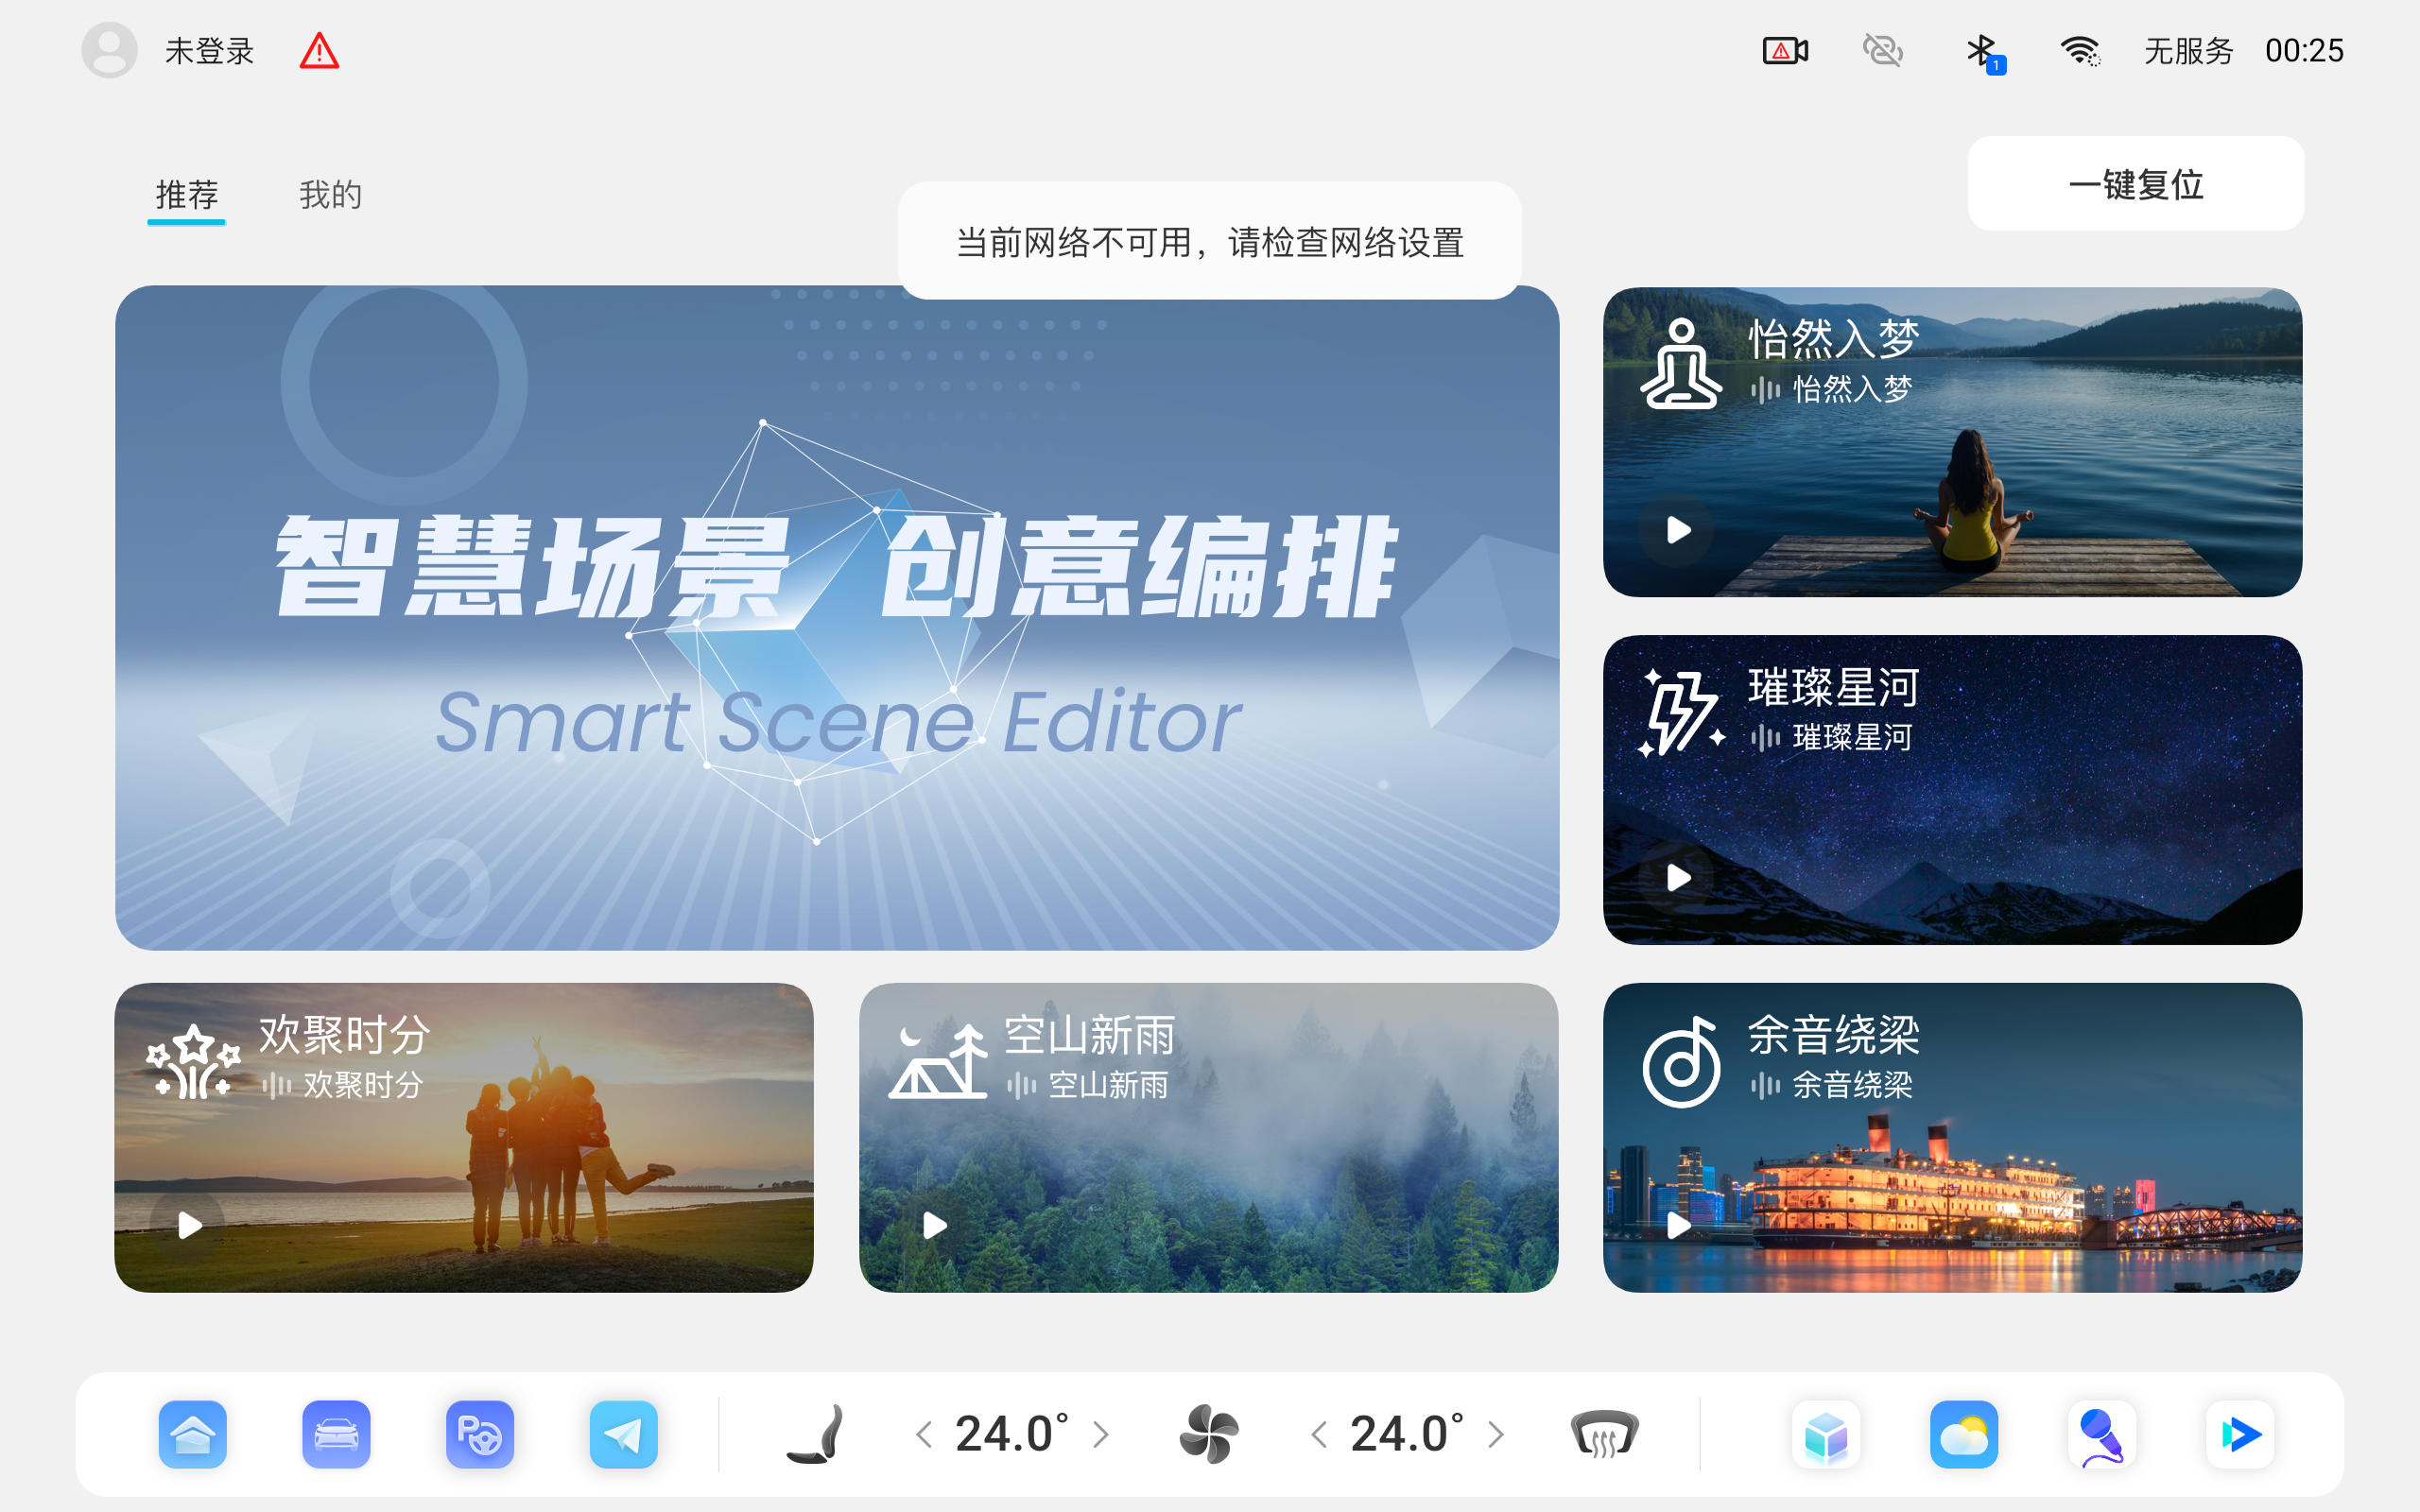 未登录
1
无服务 00:25
推荐 我的
一键复位
当前网络不可用，请检查网络设置
智慧场景 创意编排
Smart Scene Editor
怡然入梦
怡然入梦
璀璨星河
璀璨星河
欢聚时分
欢聚时分
空山新雨
空山新雨
余音绕梁
余音绕梁
P
24.0° 24.0°